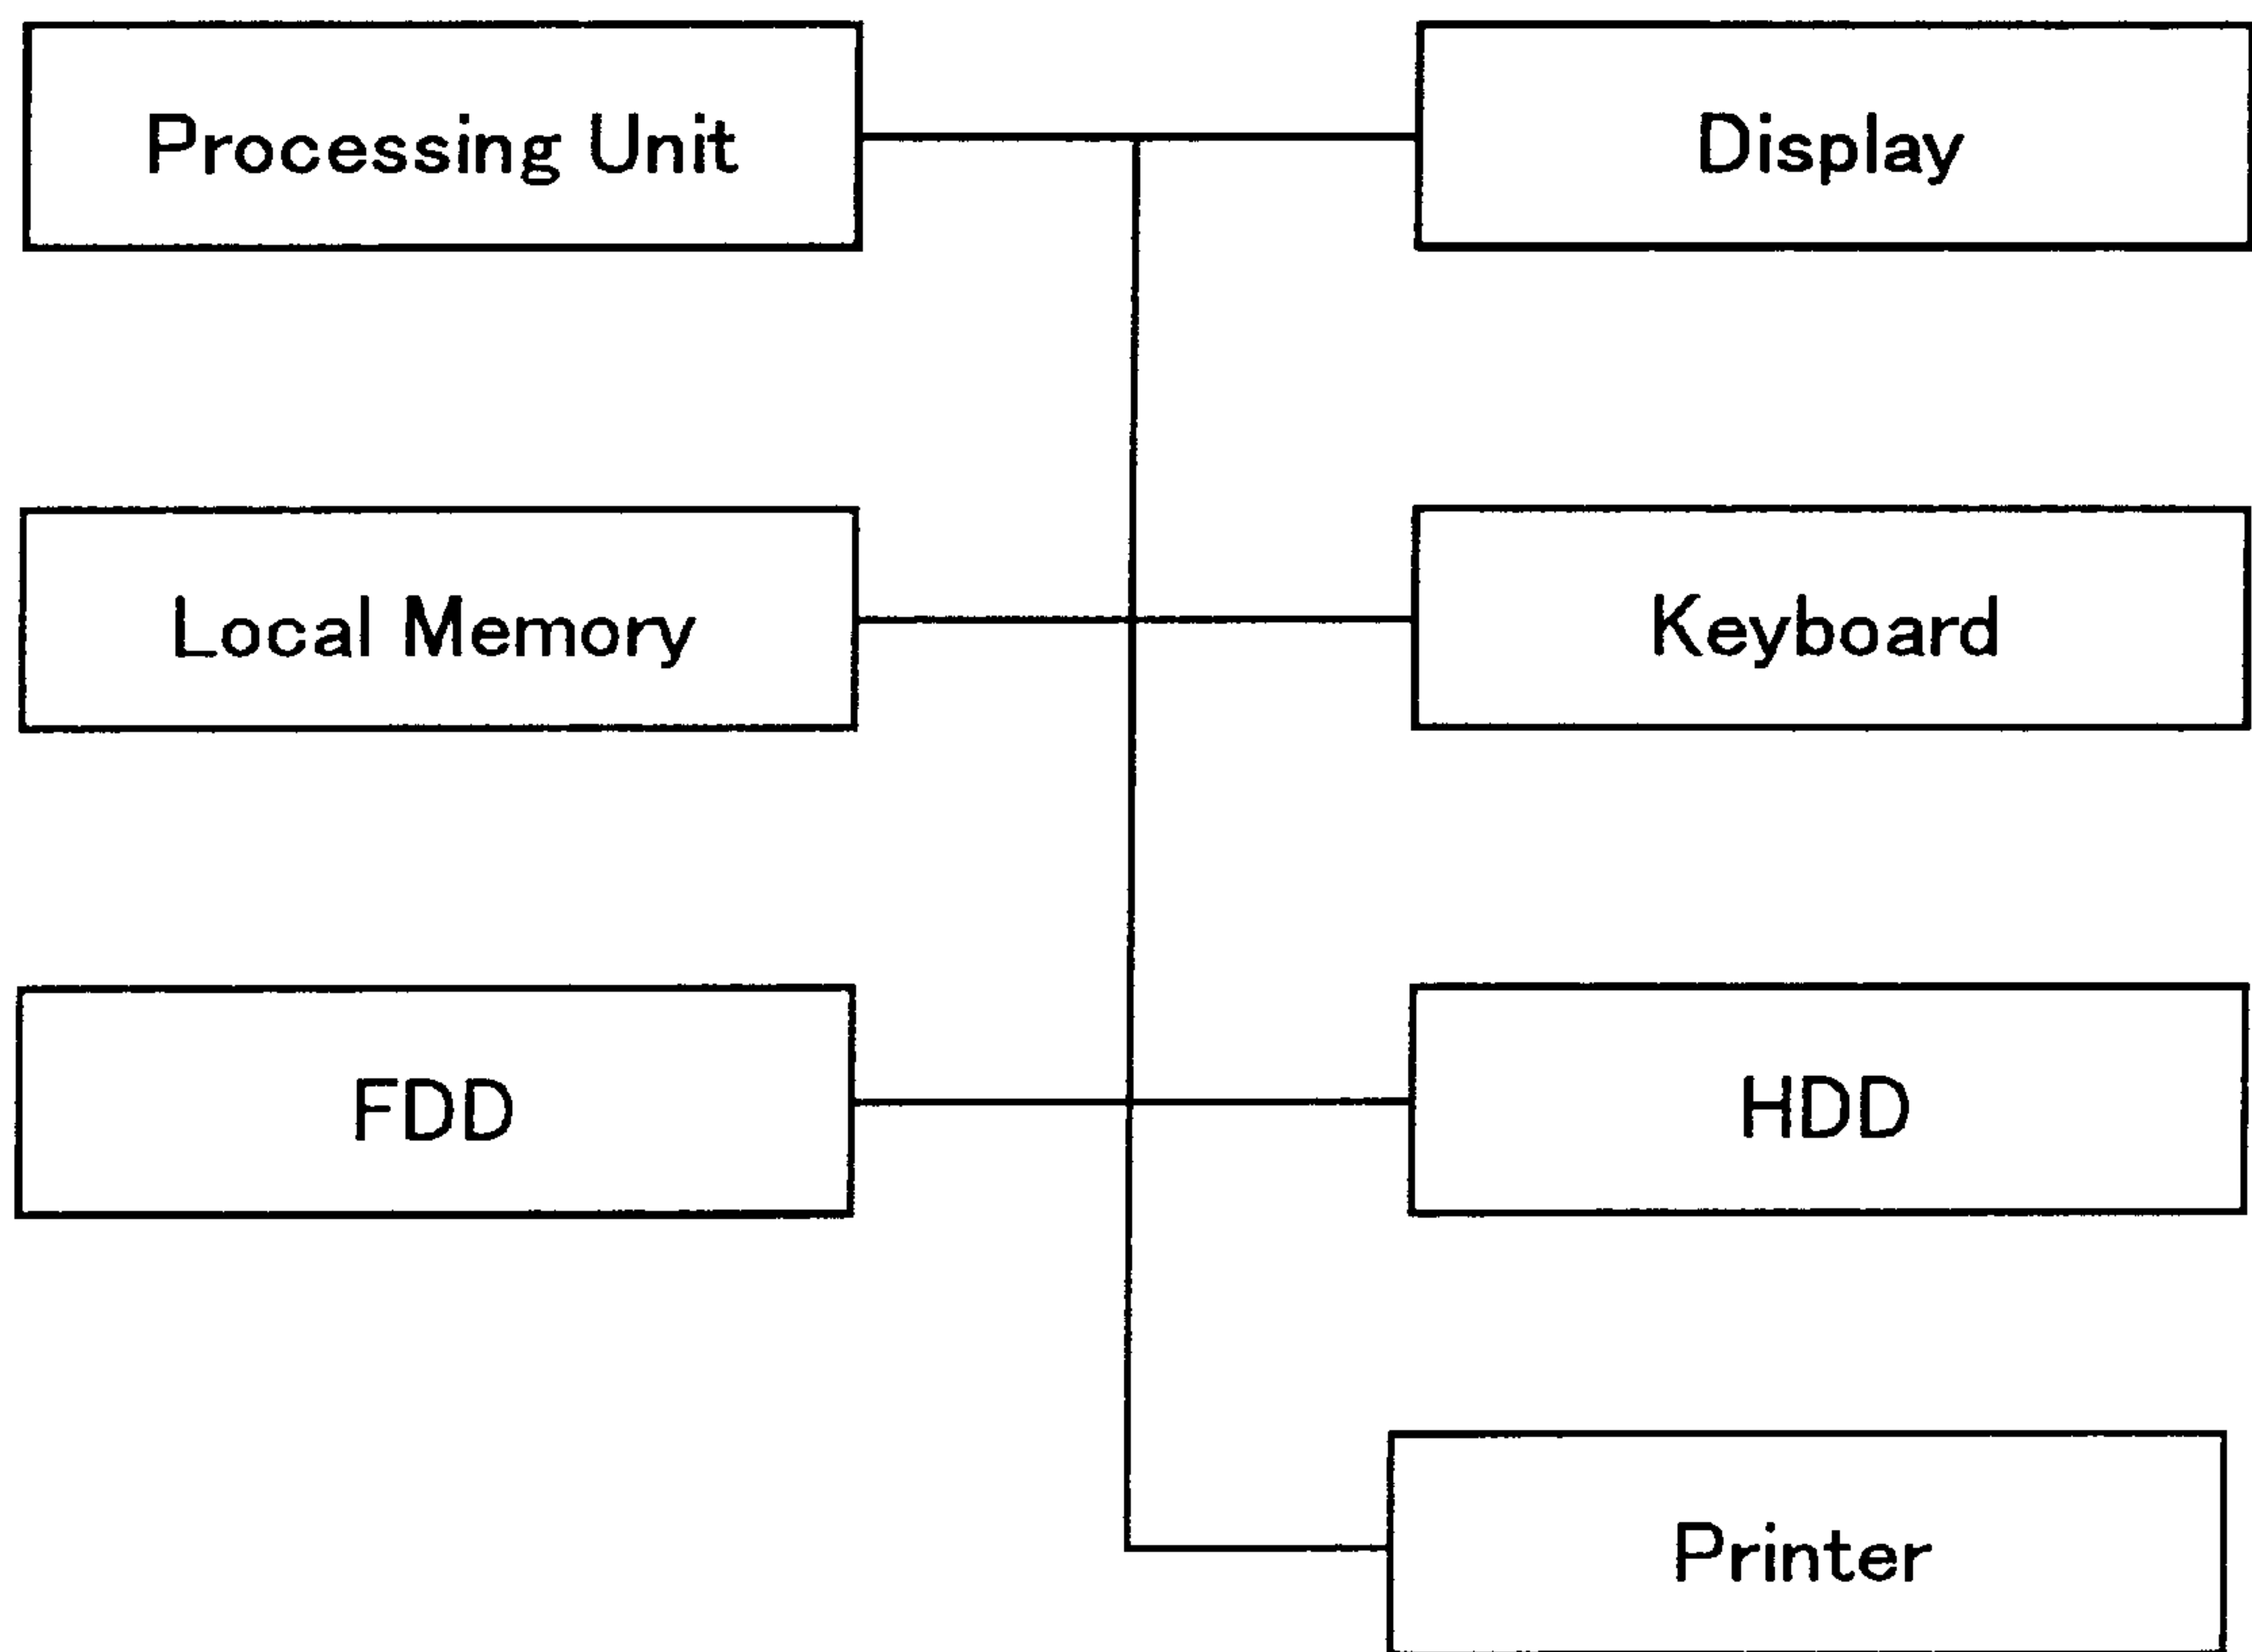 Processing Unit
Display
Local Memory
Keyboard
FDD
HDD
Printer